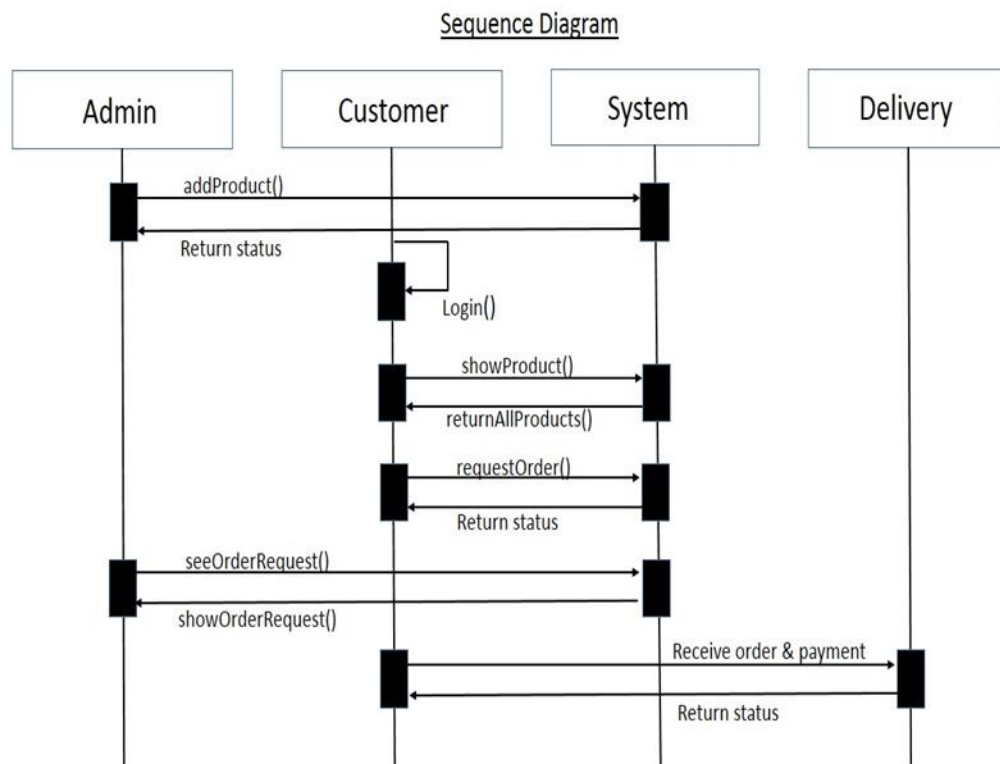 Sequence Diagram
Admin
Customer
System
Delivery
addProduct()
Return status
Login()
showProduct()
returnAllProducts()
requestOrder()
Return status
seeOrderRequest()
showOrderRequest()
Receive order & payment
Return status